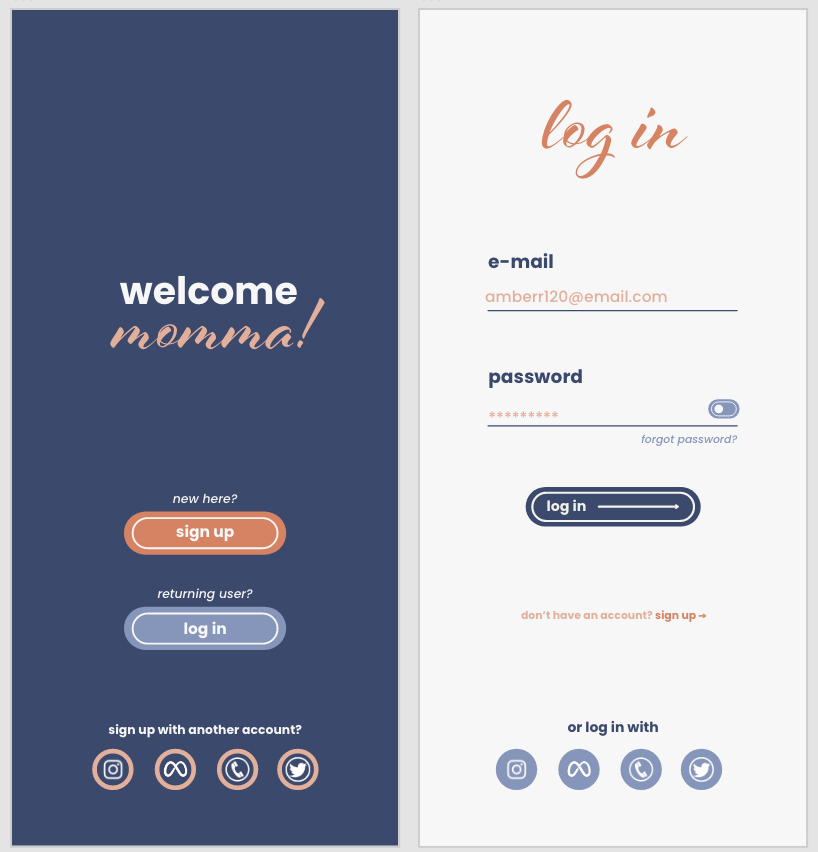 welcome
momma!
new here?
sign up
returning user?
log in
sign up with another account?
log in
e-mail
amberr120@email.com
password
*********
forgot password?
log in
don't have an account? sign up →
or log in with